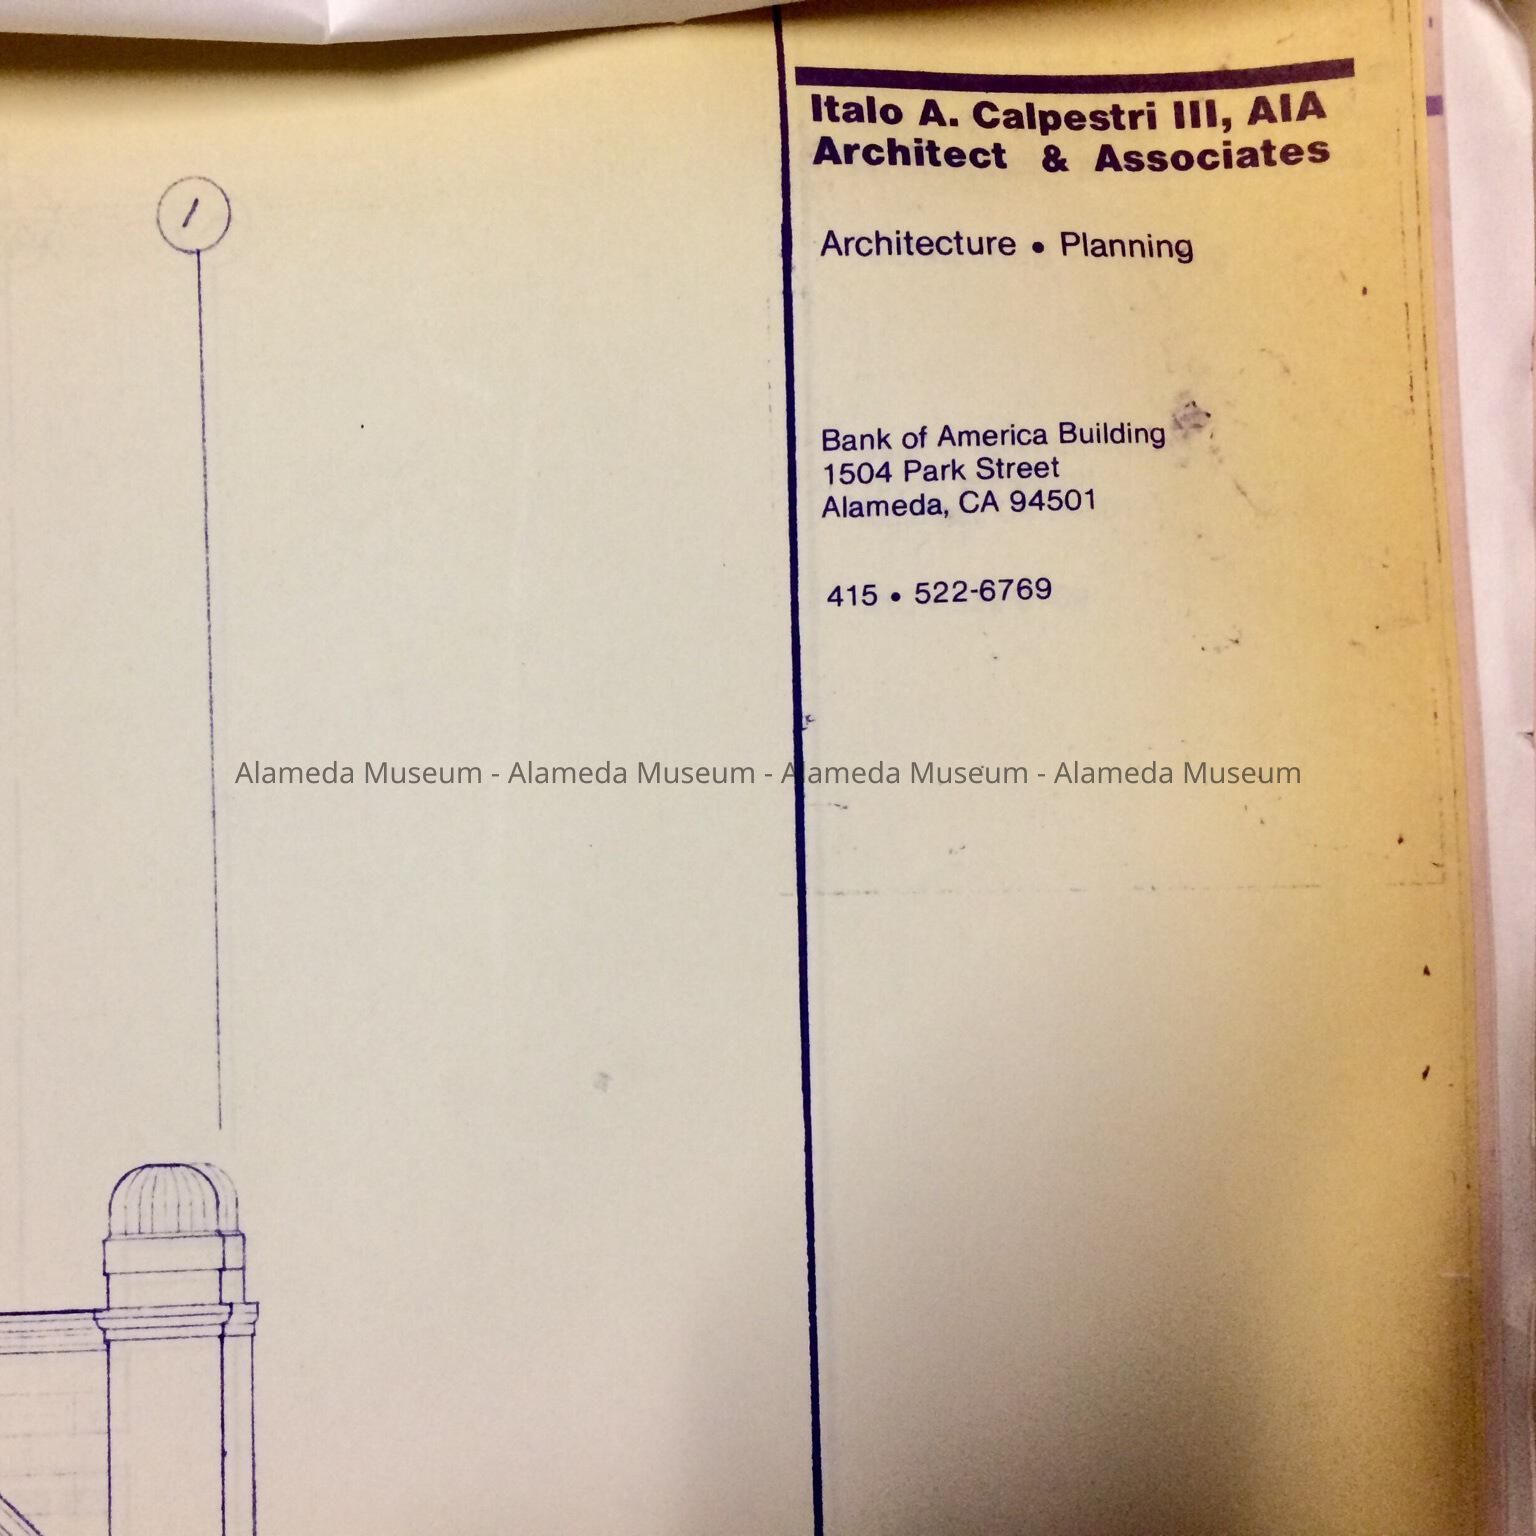 Italo A. Calpestri III, AIA
Architect & Associates
Architecture • Planning
Bank of America Building
1504 Park Street
Alameda, CA 94501
415 • 522-6769
1
Alameda Museum - Alameda Museum - Alameda Museum - Alameda Museum